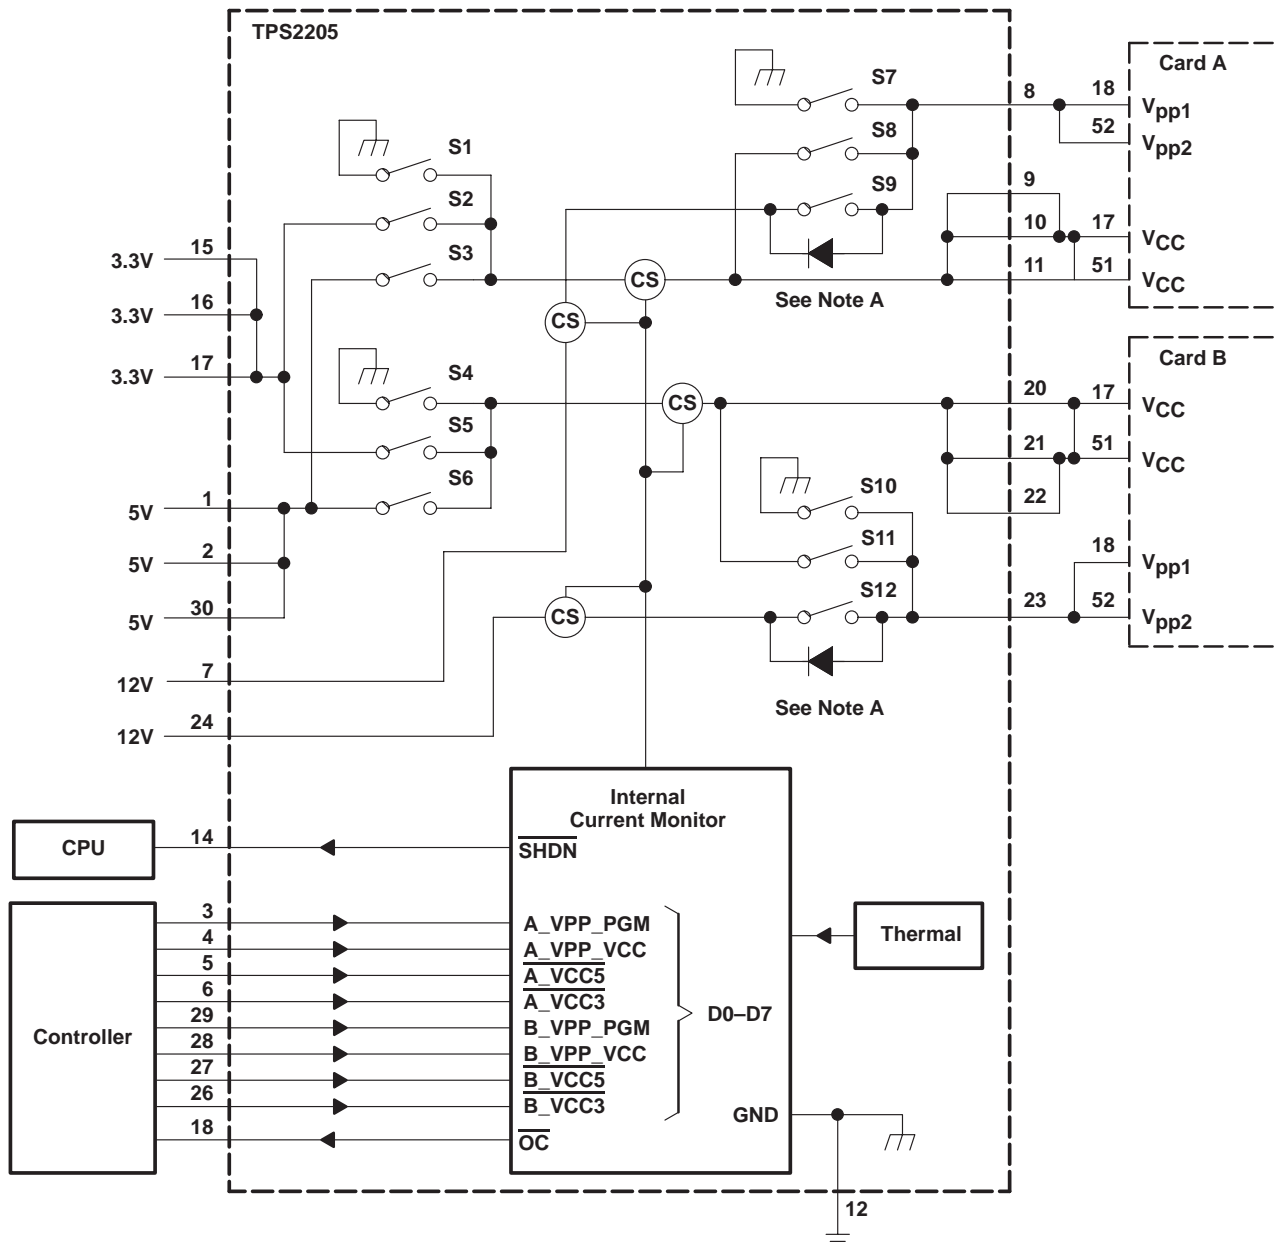 TPS2205
Card A
S7
8
18
Vpp1
S8
52
Vpp2
S1
S9
9
S2
10
17
VCC
15
3.3V
S3
CS
11
51
VCC
See Note A
16
3.3V
CS
17
3.3V
Card B
S4
CS
20
17
VCC
S5
21
51
VCC
S6
S10
22
1
5V
S11
18
Vpp1
2
5V
S12
30
5V
CS
23
52
Vpp2
7
12V
See Note A
24
12V
Internal
Current Monitor
CPU
14
SHDN
3
A_VPP_PGM
4
A_VPP_VCC
Thermal
5
A_VCC5
6
A_VCC3
D0–D7
Controller
29
B_VPP_PGM
28
B_VPP_VCC
27
B_VCC5
26
B_VCC3
GND
18
OC
12